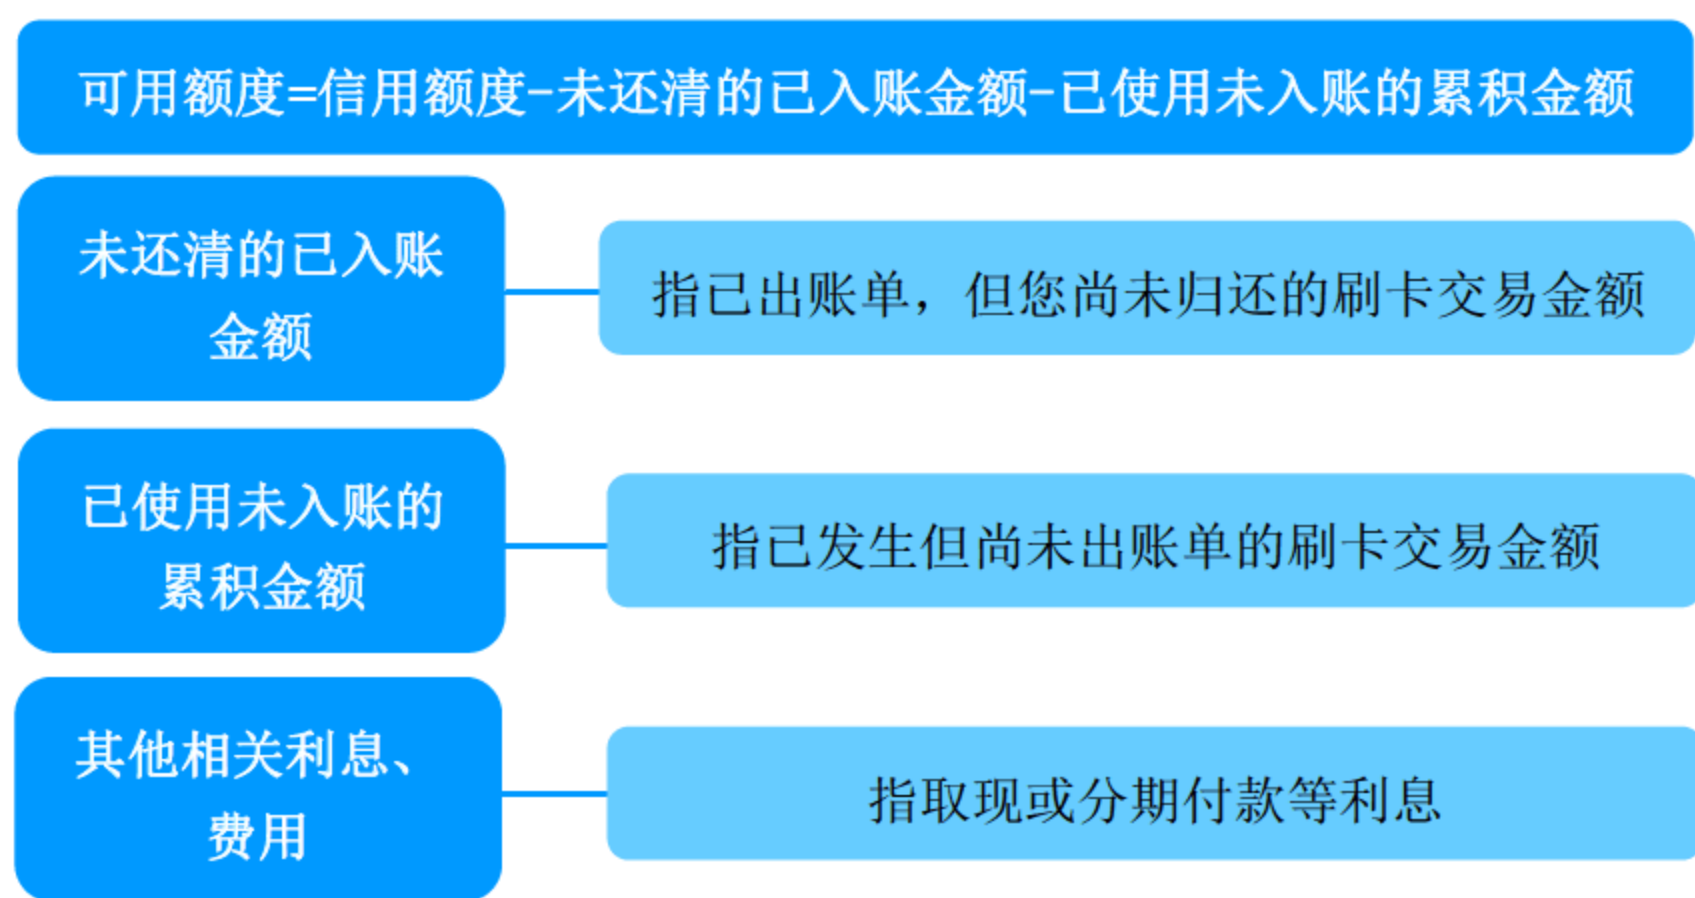 可用额度=信用额度-未还清的已入账金额-已使用未入账的累积金额
未还清的已入账
金额
指已出账单，但您尚未归还的刷卡交易金额
已使用未入账的
累积金额
指已发生但尚未出账单的刷卡交易金额
其他相关利息、
费用
指取现或分期付款等利息